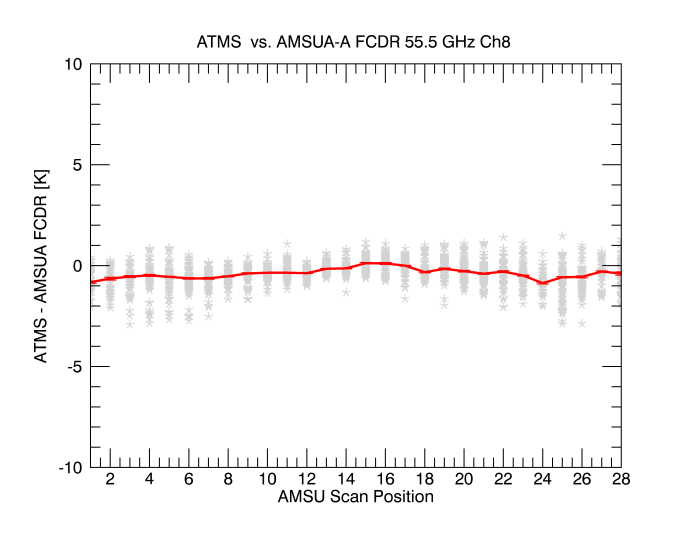 ATMS  vs. AMSUA-A FCDR 55.5 GHz Ch8
10
5
0
-5
-10
ATMS - AMSUA FCDR [K]
2 4 6 8 10 12 14 16 18 20 22 24 26 28
AMSU Scan Position